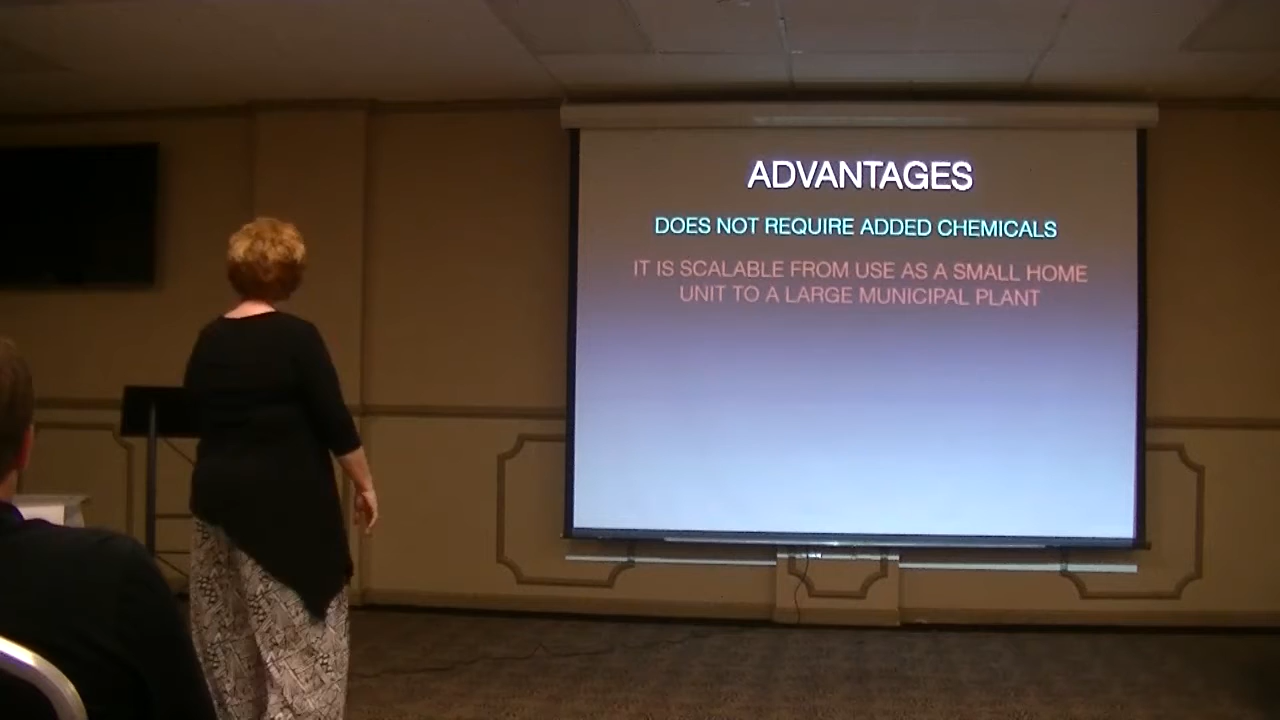 ADVANTAGES
DOES NOT REQUIRE ADDED CHEMICALS
IT IS SCALABLE FROM USE AS A SMALL HOME
UNIT TO A LARGE MUNICIPAL PLANT